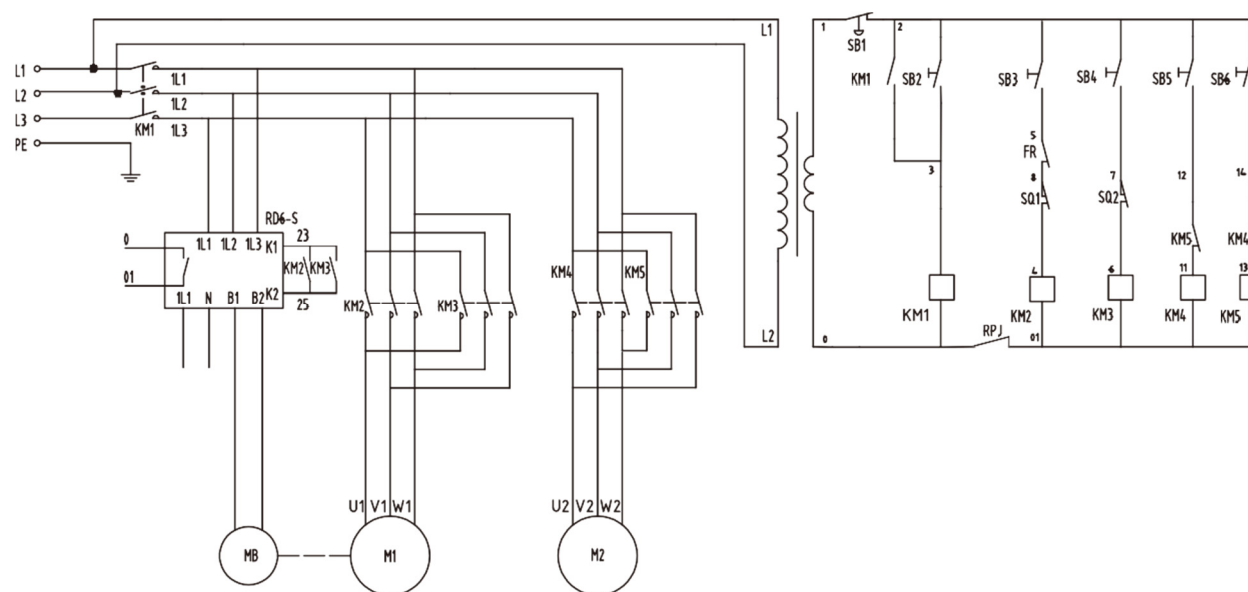 L1
L2
L3
PE
KM1
1L1
1L2
1L3
L1
L2
1
SB1
2
KM1
SB2
3
KM1
0
RPJ
01
SB3
5
FR
8
SQ1
4
KM2
SB4
7
SQ2
6
KM3
SB5
12
KM5
11
KM4
SB6
14
KM4
13
KM5
RD6-S
0
01
1L1 1L2 1L3 K1
1L1 N B1 B2 K2
23
KM2 KM3
25
KM2
KM3
KM4
KM5
U1 V1 W1
U2 V2 W2
MB
M1
M2